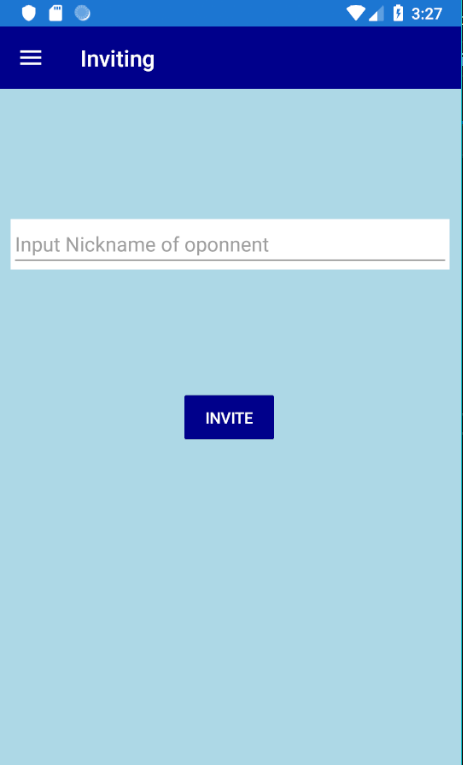 3:27
Inviting
Input Nickname of oponnent
INVITE